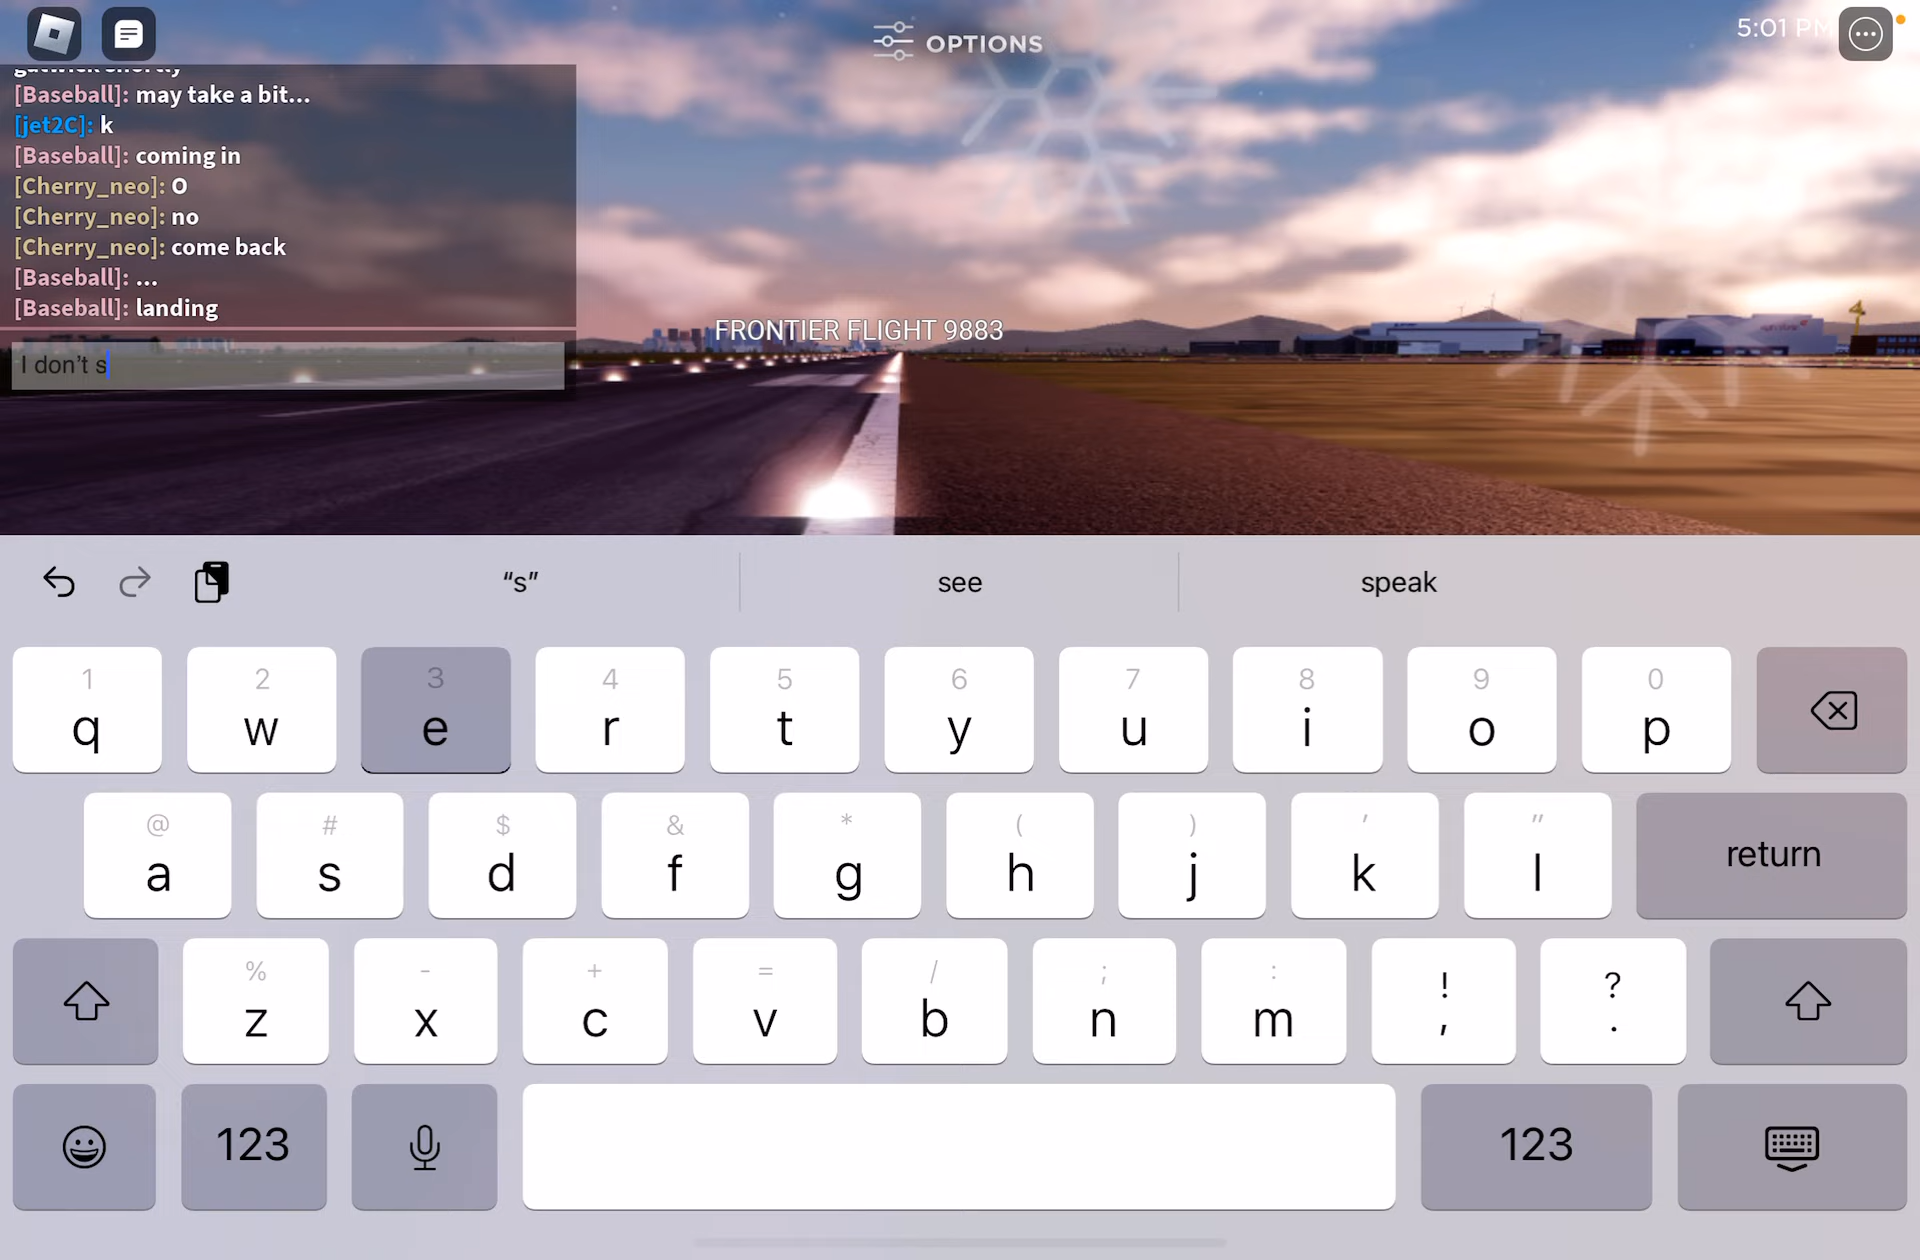 OPTIONS
5:01 PM
gatwick shortly
[Baseball]: may take a bit...
[jet2C]: k
[Baseball]: coming in
[Cherry_neo]: O
[Cherry_neo]: no
[Cherry_neo]: come back
[Baseball]: ...
[Baseball]: landing
FRONTIER FLIGHT 9883
I don’t s
“s” see speak
1 2 3 4 5 6 7 8 9 0
q w e r t y u i o p
@ # $ & * ( ) ' "
a s d f g h j k l return
% - + = / ; : ! ?
z x c v b n m , .
123 123